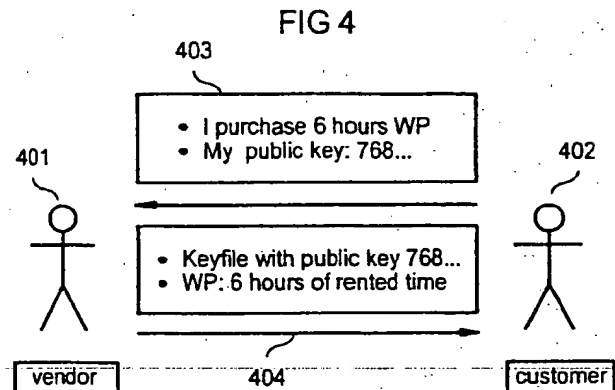 FIG 4
403
• I purchase 6 hours WP
• My public key: 768...
401
402
• Keyfile with public key 768...
• WP: 6 hours of rented time
vendor
404
customer